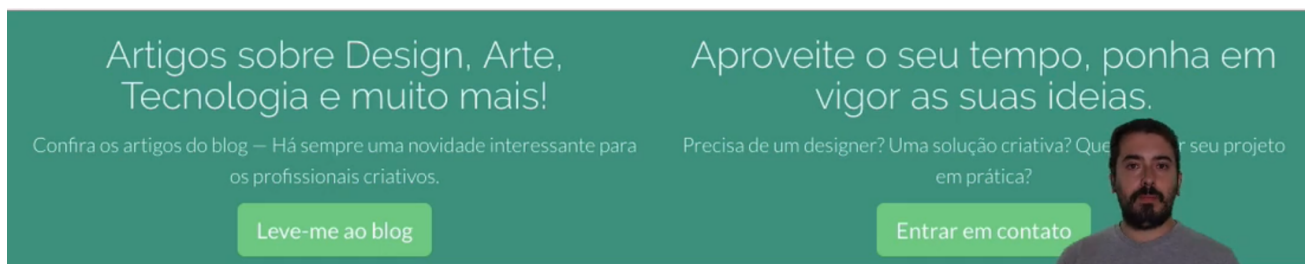 Artigos sobre Design, Arte,
Tecnologia e muito mais!
Confira os artigos do blog — Há sempre uma novidade interessante para
os profissionais criativos.
Leve-me ao blog
Aproveite o seu tempo, ponha em
vigor as suas ideias.
Precisa de um designer? Uma solução criativa? seu projeto
em prática?
Entrar em contato